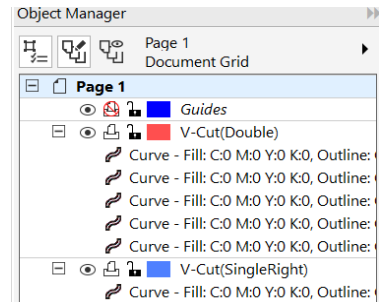 Object Manager
Page 1
Document Grid
Page 1
Guides
V-Cut(Double)
Curve - Fill: C:0 M:0 Y:0 K:0, Outline:
Curve - Fill: C:0 M:0 Y:0 K:0, Outline:
Curve - Fill: C:0 M:0 Y:0 K:0, Outline:
Curve - Fill: C:0 M:0 Y:0 K:0, Outline:
Curve - Fill: C:0 M:0 Y:0 K:0, Outline:
V-Cut(SingleRight)
Curve - Fill: C:0 M:0 Y:0 K:0, Outline: